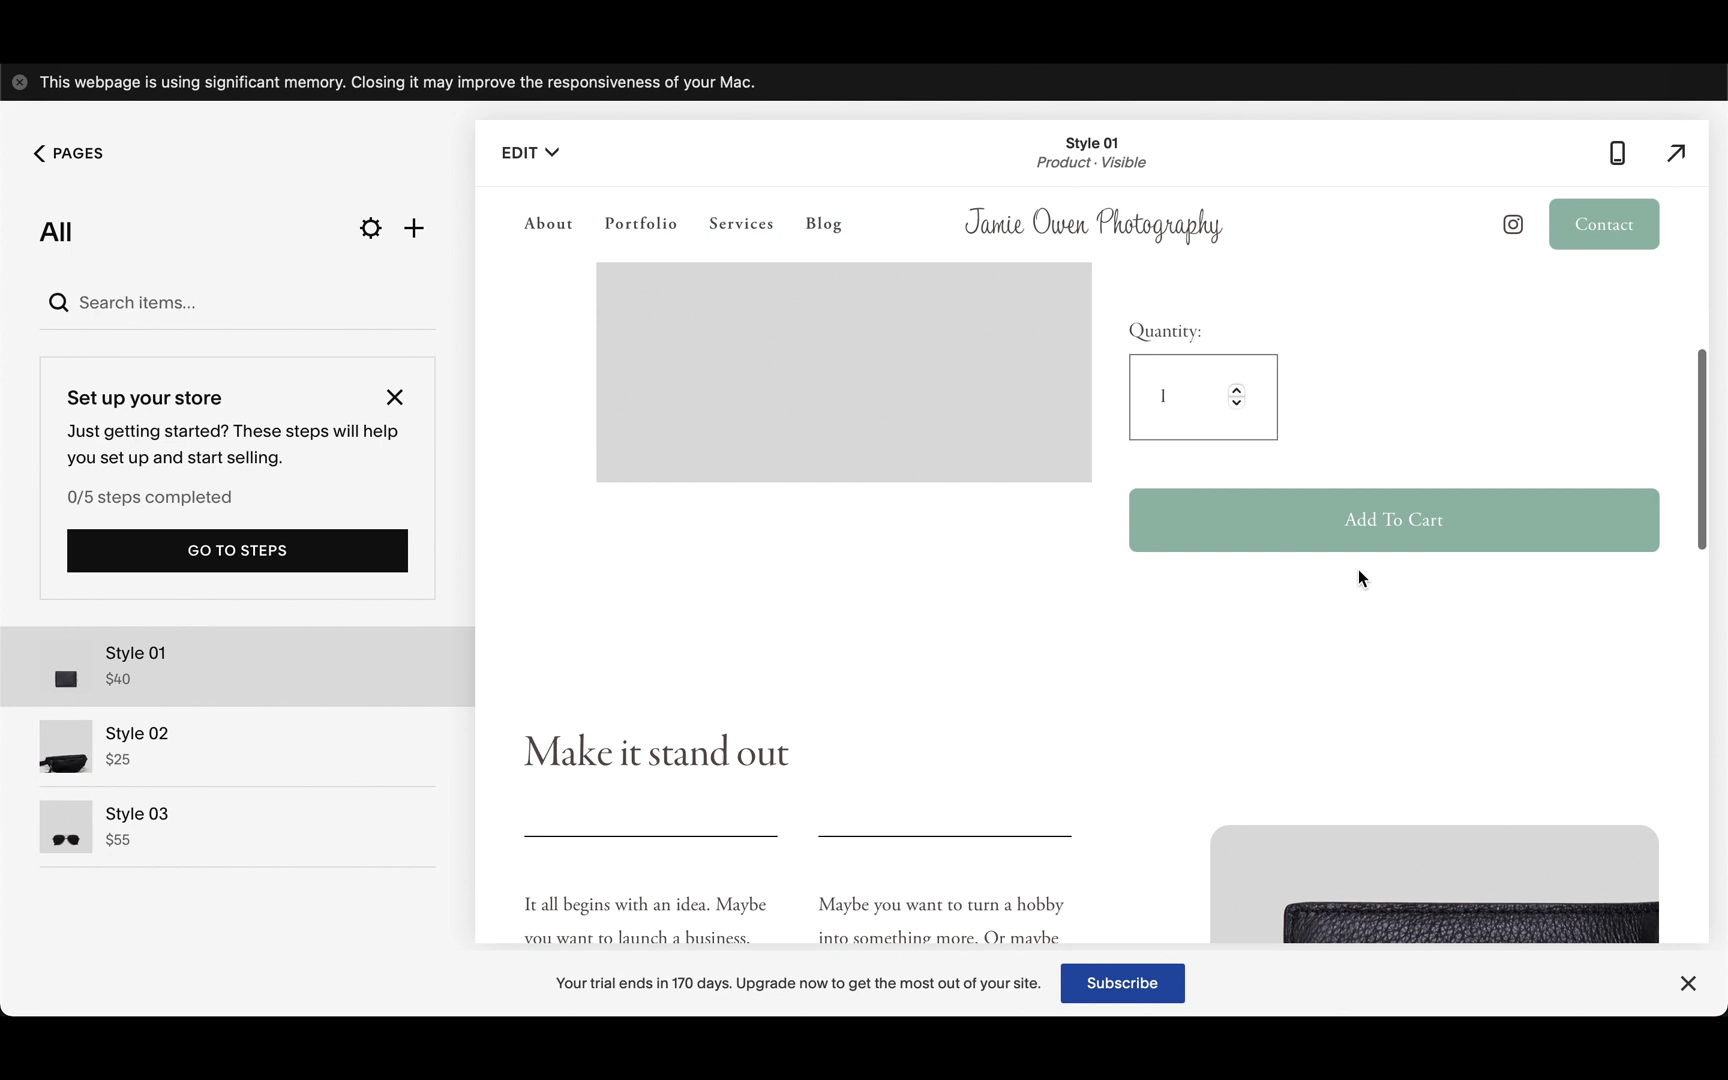 This webpage is using significant memory. Closing it may improve the responsiveness of your Mac.
PAGES
All
Search items...
Set up your store
Just getting started? These steps will help
you set up and start selling.
0/5 steps completed
GO TO STEPS
Style 01
$40
Style 02
$25
Style 03
$55
EDIT
Style 01
Product · Visible
About Portfolio Services Blog
Jamie Owen Photography
Contact
Quantity:
1
Add To Cart
Make it stand out
It all begins with an idea. Maybe
you want to launch a business.
Maybe you want to turn a hobby
into something more. Or maybe
Your trial ends in 170 days. Upgrade now to get the most out of your site.
Subscribe